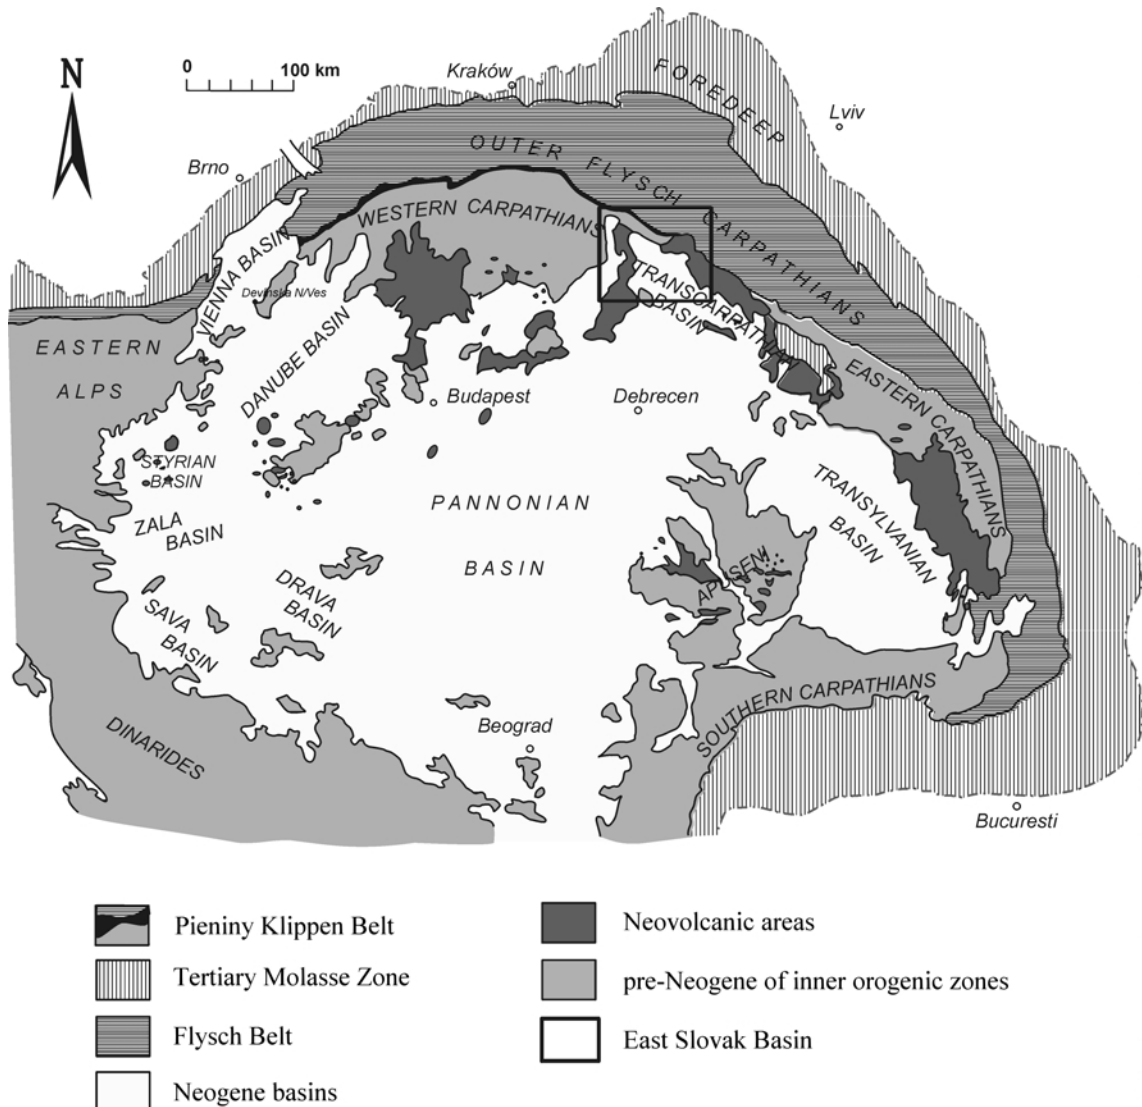 N
0 100 km
Kraków
FOREDEEP
Lviv
Brno
OUTER FLYSCH CARPATHIANS
WESTERN CARPATHIANS
VIENNA BASIN
Devinska N/Ves
TRANSCARPATHIAN
BASIN
EASTERN
ALPS
DANUBE BASIN
Budapest
Debrecen
EASTERN CARPATHIANS
STYRIAN
BASIN
PANNONIAN
BASIN
TRANSYLVANIAN
BASIN
ZALA
BASIN
DRAVA
BASIN
APUSENI
SAVA
BASIN
SOUTHERN CARPATHIANS
Beograd
DINARIDES
Bucuresti
Pieniny Klippen Belt
Tertiary Molasse Zone
Flysch Belt
Neogene basins
Neovolcanic areas
pre-Neogene of inner orogenic zones
East Slovak Basin